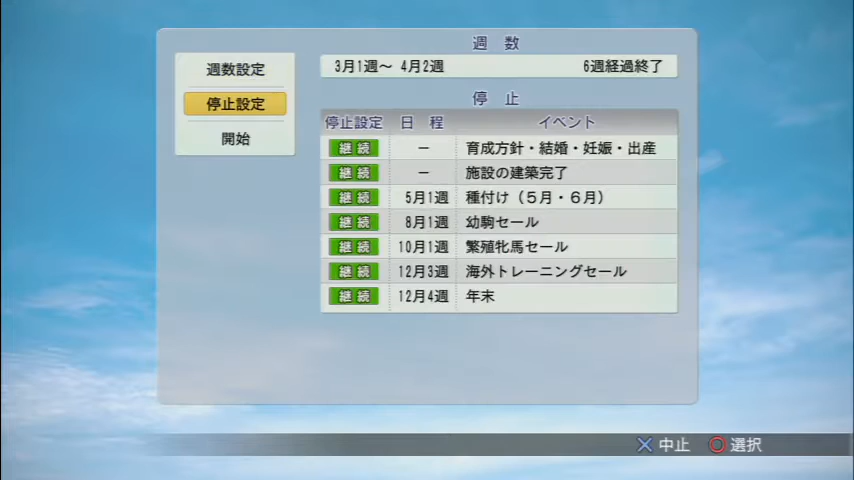 週数設定
停止設定
開始
週 数
3月1週～ 4月2週 6週経過終了
停 止
停止設定 日 程 イベント
継 続 － 育成方針・結婚・妊娠・出産
継 続 － 施設の建築完了
継 続 5月1週 種付け（５月・６月）
継 続 8月1週 幼駒セール
継 続 10月1週 繁殖牝馬セール
継 続 12月3週 海外トレーニングセール
継 続 12月4週 年末
中止 選択